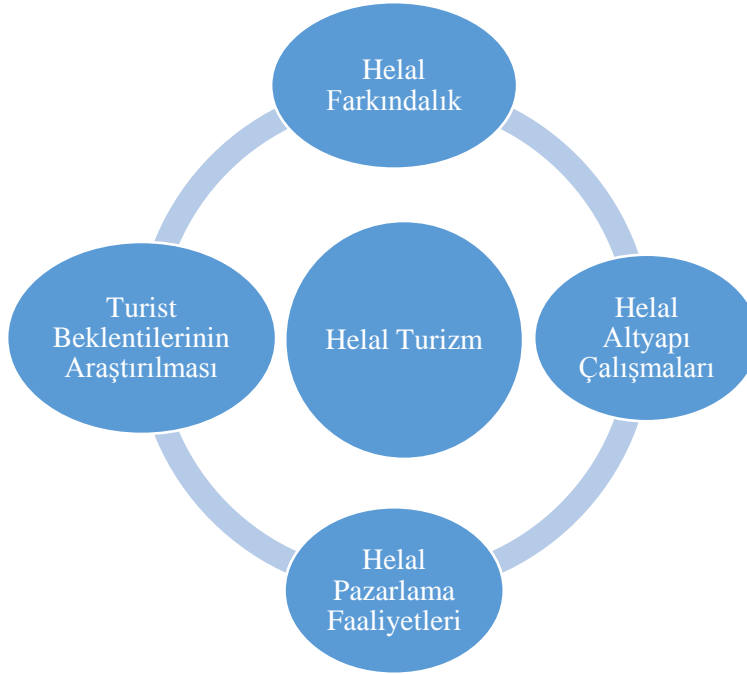 Helal
Farkındalık
Turist
Beklentilerinin
Araştırılması
Helal Turizm
Helal
Altyapı
Çalışmaları
Helal
Pazarlama
Faaliyetleri